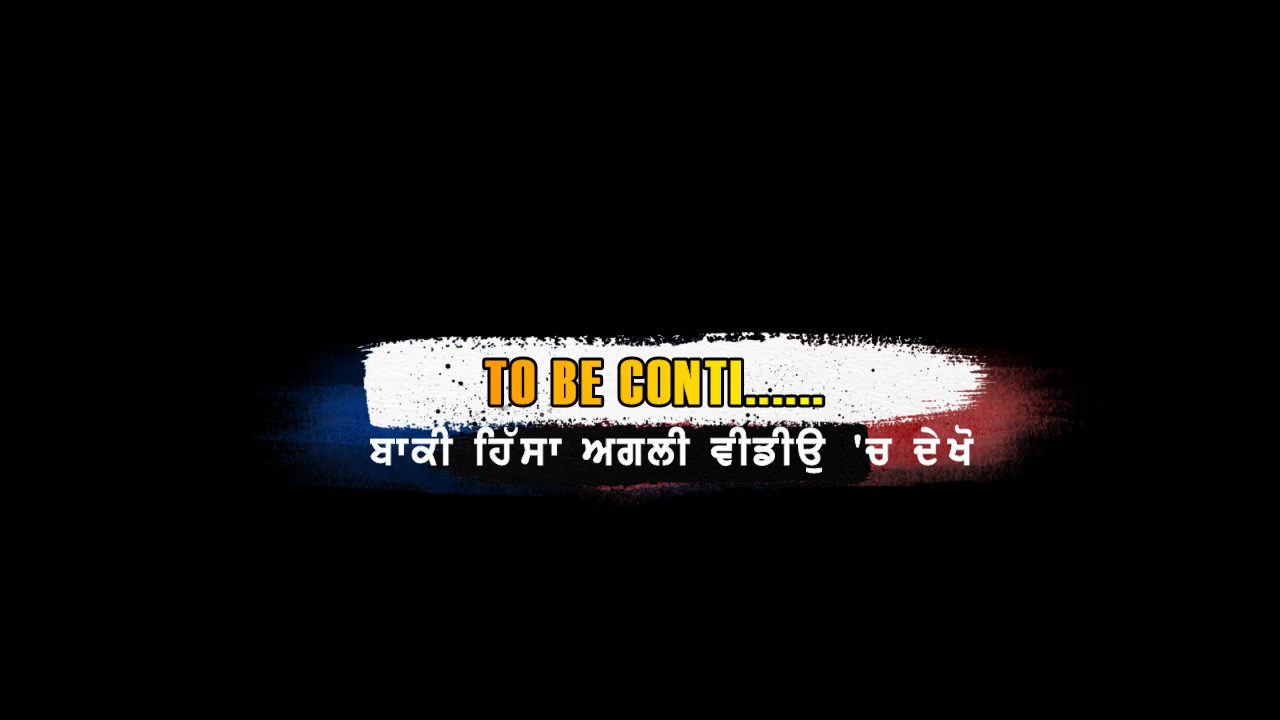 TO BE CONTI......
ਬਾਕੀ ਹਿੱਸਾ ਅਗਲੀ ਵੀਡੀਉ 'ਚ ਦੇਖੋ